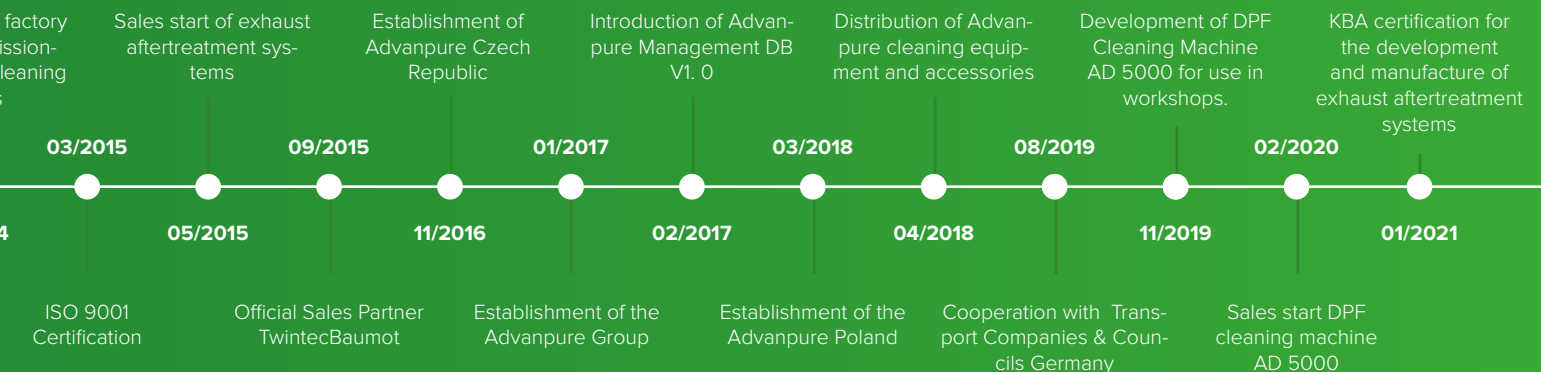 factory
ission-
leaning
s
Sales start of exhaust
aftertreatment sys-
tems
Establishment of
Advanpure Czech
Republic
Introduction of Advan-
pure Management DB
V1. 0
Distribution of Advan-
pure cleaning equip-
ment and accessories
Development of DPF
Cleaning Machine
AD 5000 for use in
workshops.
KBA certification for
the development
and manufacture of
exhaust aftertreatment
systems
03/2015
09/2015
01/2017
03/2018
08/2019
02/2020
4
05/2015
11/2016
02/2017
04/2018
11/2019
01/2021
ISO 9001
Certification
Official Sales Partner
TwintecBaumot
Establishment of the
Advanpure Group
Establishment of the
Advanpure Poland
Cooperation with Trans-
port Companies & Coun-
cils Germany
Sales start DPF
cleaning machine
AD 5000